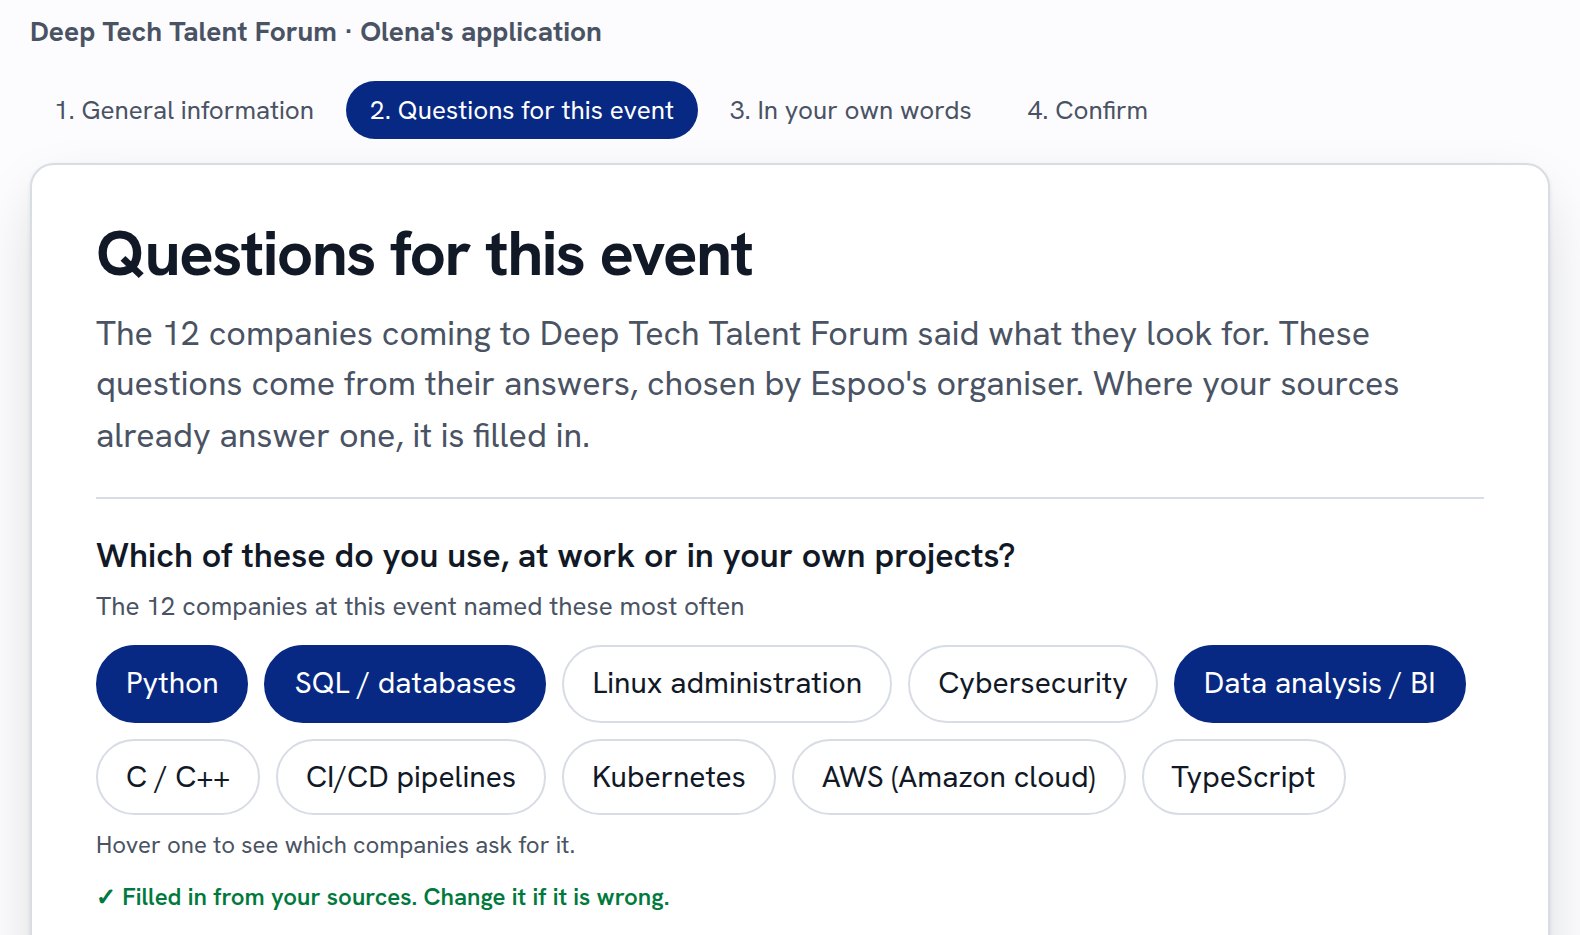 Deep Tech Talent Forum · Olena's application
1. General information 2. Questions for this event 3. In your own words 4. Confirm
Questions for this event
The 12 companies coming to Deep Tech Talent Forum said what they look for. These
questions come from their answers, chosen by Espoo's organiser. Where your sources
already answer one, it is filled in.
Which of these do you use, at work or in your own projects?
The 12 companies at this event named these most often
Python SQL / databases Linux administration Cybersecurity Data analysis / BI
C / C++ CI/CD pipelines Kubernetes AWS (Amazon cloud) TypeScript
Hover one to see which companies ask for it.
✓ Filled in from your sources. Change it if it is wrong.